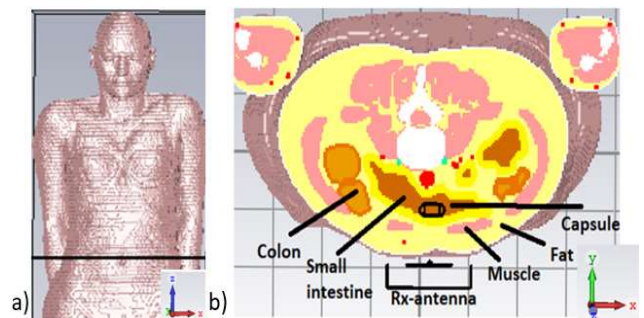 a)
z
x
b)
Colon
Small
intestine
Rx-antenna
Muscle
Fat
Capsule
y
x